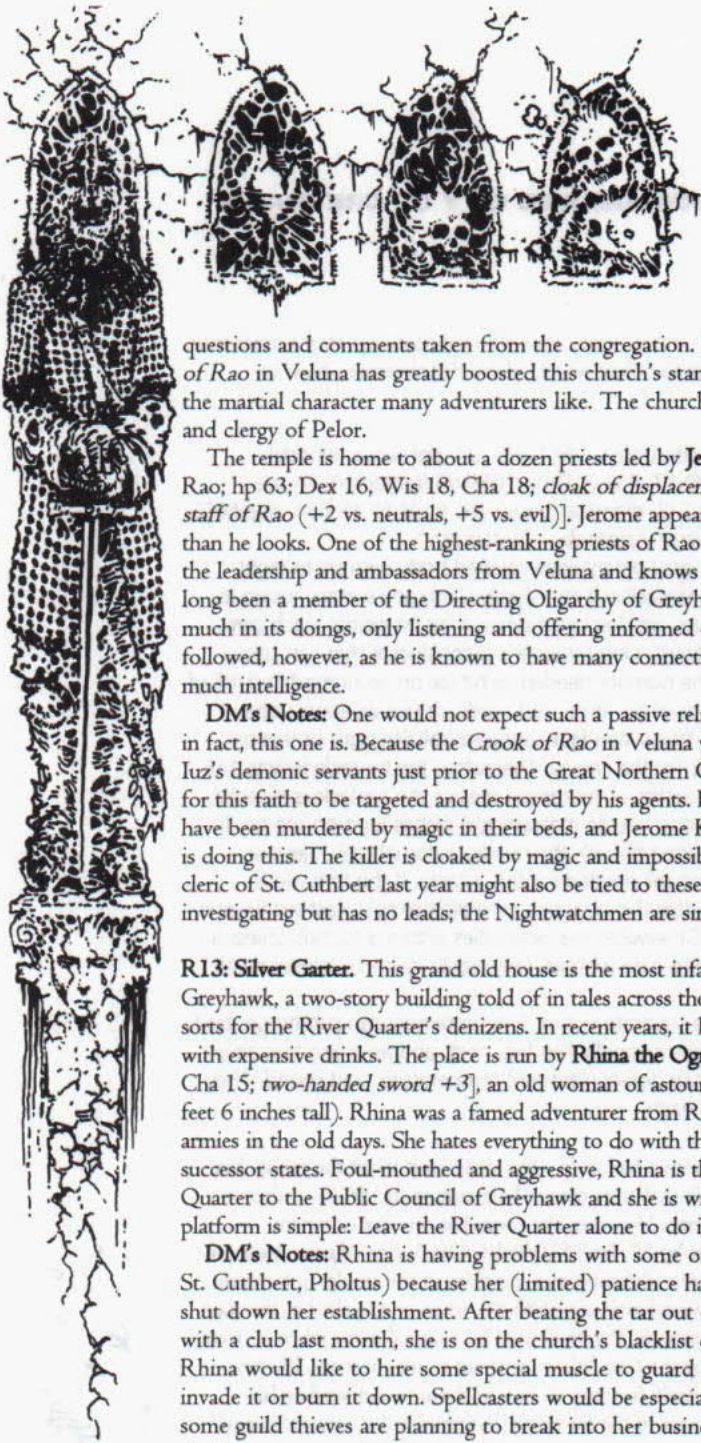 questions and comments taken from the congregation.
of Rao in Veluna has greatly boosted this church's stan
the martial character many adventurers like. The church
and clergy of Pelor.
The temple is home to about a dozen priests led by Je
Rao; hp 63; Dex 16, Wis 18, Cha 18; cloak of displacen
staff of Rao (+2 vs. neutrals, +5 vs. evil)]. Jerome appear
than he looks. One of the highest-ranking priests of Rao
the leadership and ambassadors from Veluna and knows
long been a member of the Directing Oligarchy of Greyh
much in its doings, only listening and offering informed
followed, however, as he is known to have many connecti
much intelligence.
DM's Notes: One would not expect such a passive reli
in fact, this one is. Because the Crook of Rao in Veluna
Iuz's demonic servants just prior to the Great Northern C
for this faith to be targeted and destroyed by his agents.
have been murdered by magic in their beds, and Jerome
is doing this. The killer is cloaked by magic and impossib
cleric of St. Cuthbert last year might also be tied to these
investigating but has no leads; the Nightwatchmen are sin
R13: Silver Garter. This grand old house is the most infa
Greyhawk, a two-story building told of in tales across the
sorts for the River Quarter's denizens. In recent years, it
with expensive drinks. The place is run by Rhina the Ogr
Cha 15; two-handed sword +3], an old woman of astour
feet 6 inches tall). Rhina was a famed adventurer from R
armies in the old days. She hates everything to do with th
successor states. Foul-mouthed and aggressive, Rhina is th
Quarter to the Public Council of Greyhawk and she is wi
platform is simple: Leave the River Quarter alone to do i
DM's Notes: Rhina is having problems with some o
St. Cuthbert, Pholtus) because her (limited) patience ha
shut down her establishment. After beating the tar out
with a club last month, she is on the church's blacklist
Rhina would like to hire some special muscle to guard
invade it or burn it down. Spellcasters would be especia
some guild thieves are planning to break into her busin